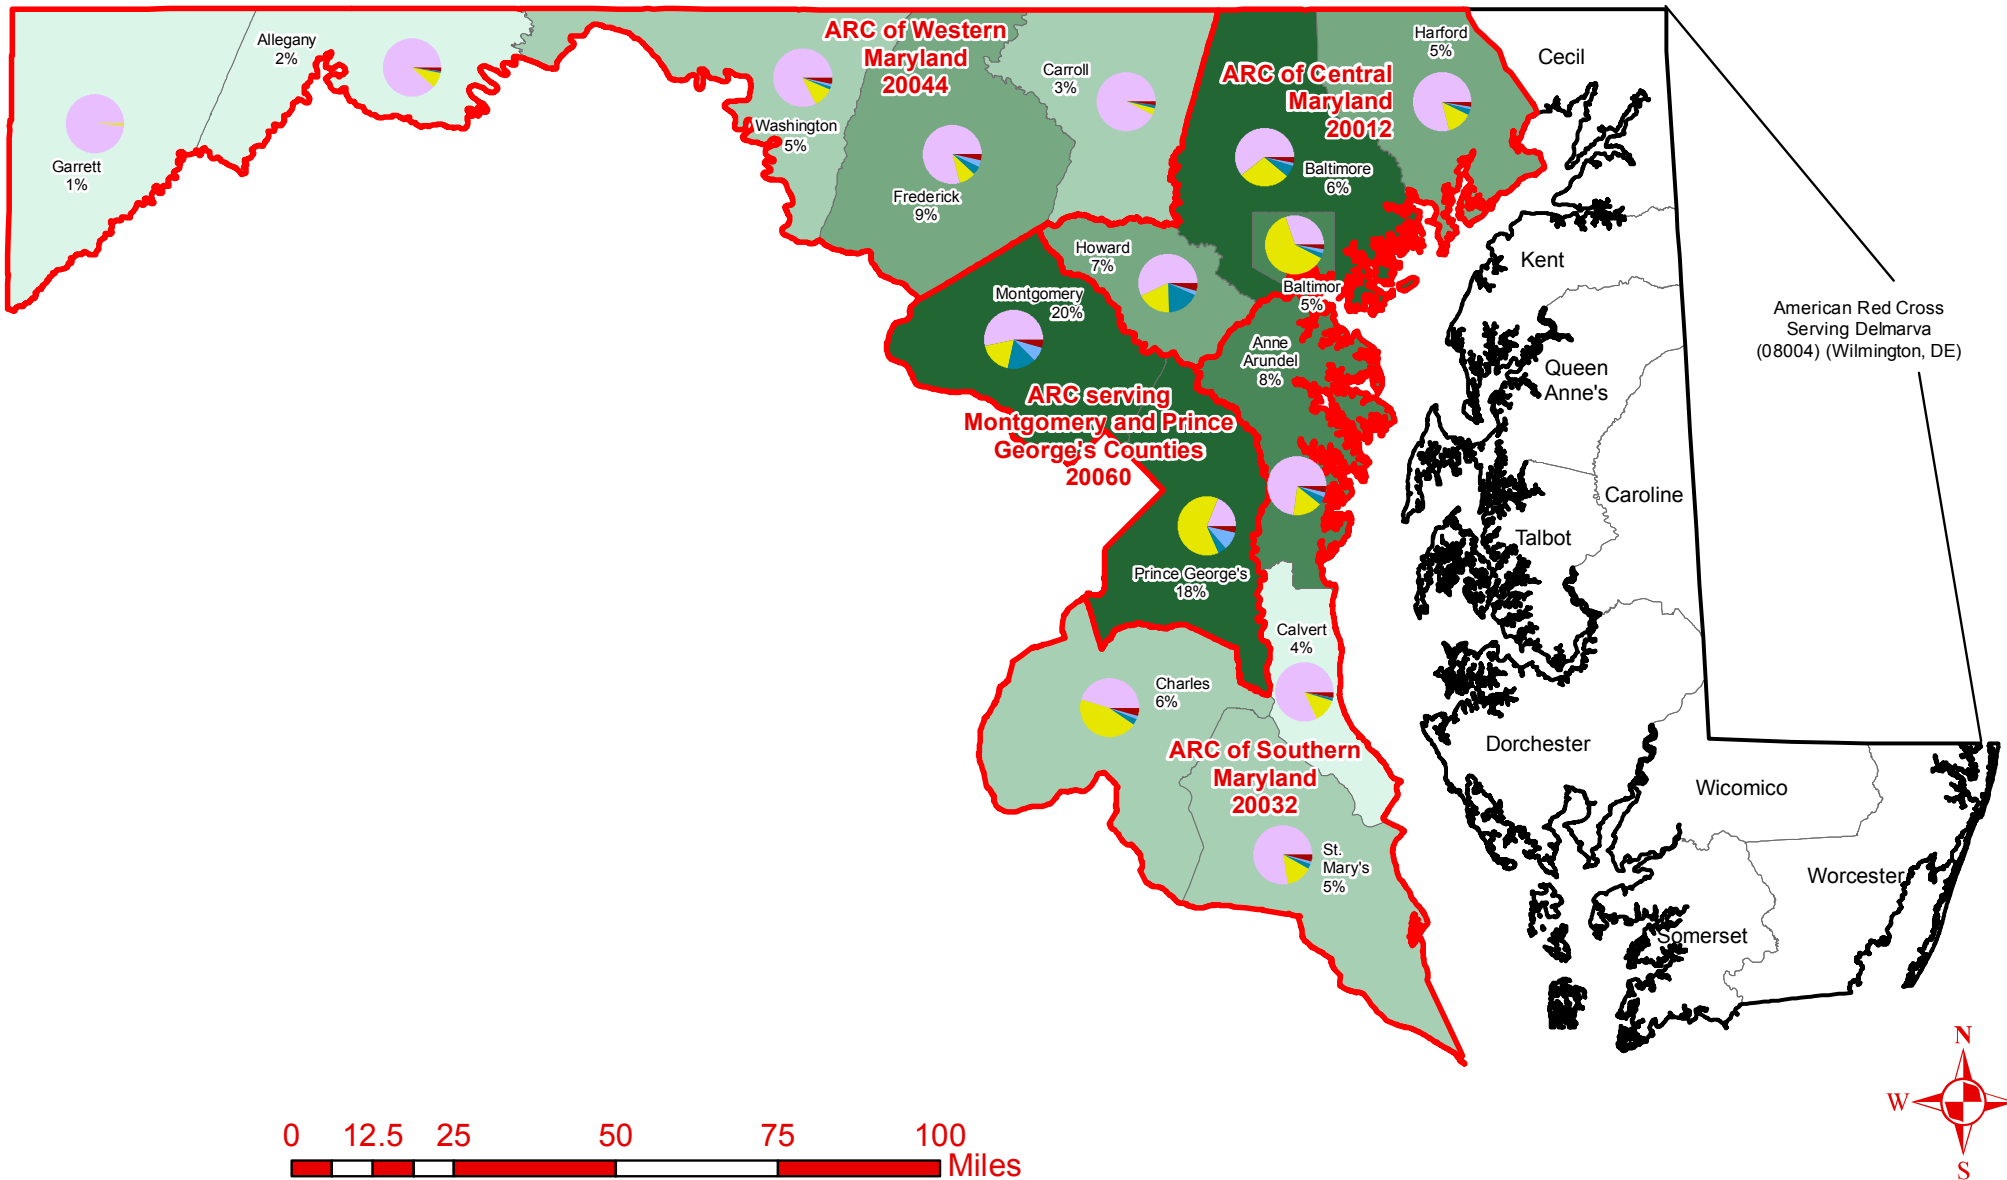 Garrett
1%
Allegany
2%
Washington
5%
ARC of Western
Maryland
20044
Frederick
9%
Carroll
3%
ARC of Central
Maryland
20012
Harford
5%
Baltimore
6%
Baltimor
5%
Howard
7%
Montgomery
20%
Anne
Arundel
8%
ARC serving
Montgomery and Prince
George's Counties
20060
Prince George's
18%
Calvert
4%
Charles
6%
ARC of Southern
Maryland
20032
St.
Mary's
5%
Cecil
Kent
Queen
Anne's
Caroline
Talbot
Dorchester
Wicomico
Worcester
Somerset
American Red Cross
Serving Delmarva
(08004) (Wilmington, DE)
N
W
S
0 12.5 25 50 75 100
Miles